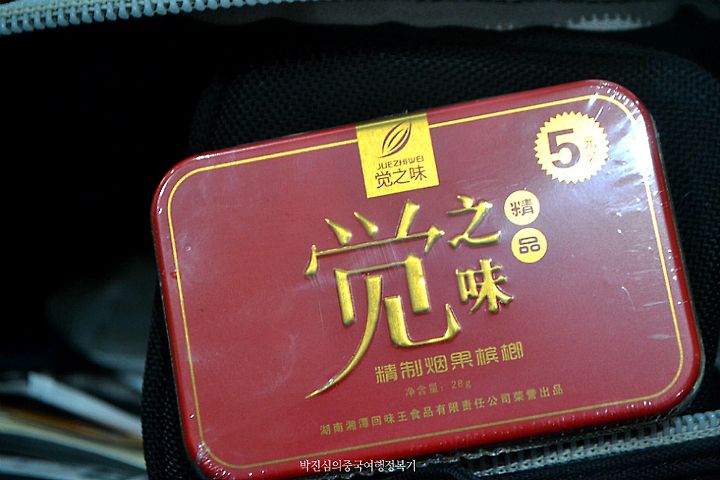 JUEZHIWEI
觉之味
5
觉之味
精品
精制烟果槟榔
净含量: 28g
湖南湘潭回味王食品有限责任公司荣誉出品
박진심의중국여행정복기